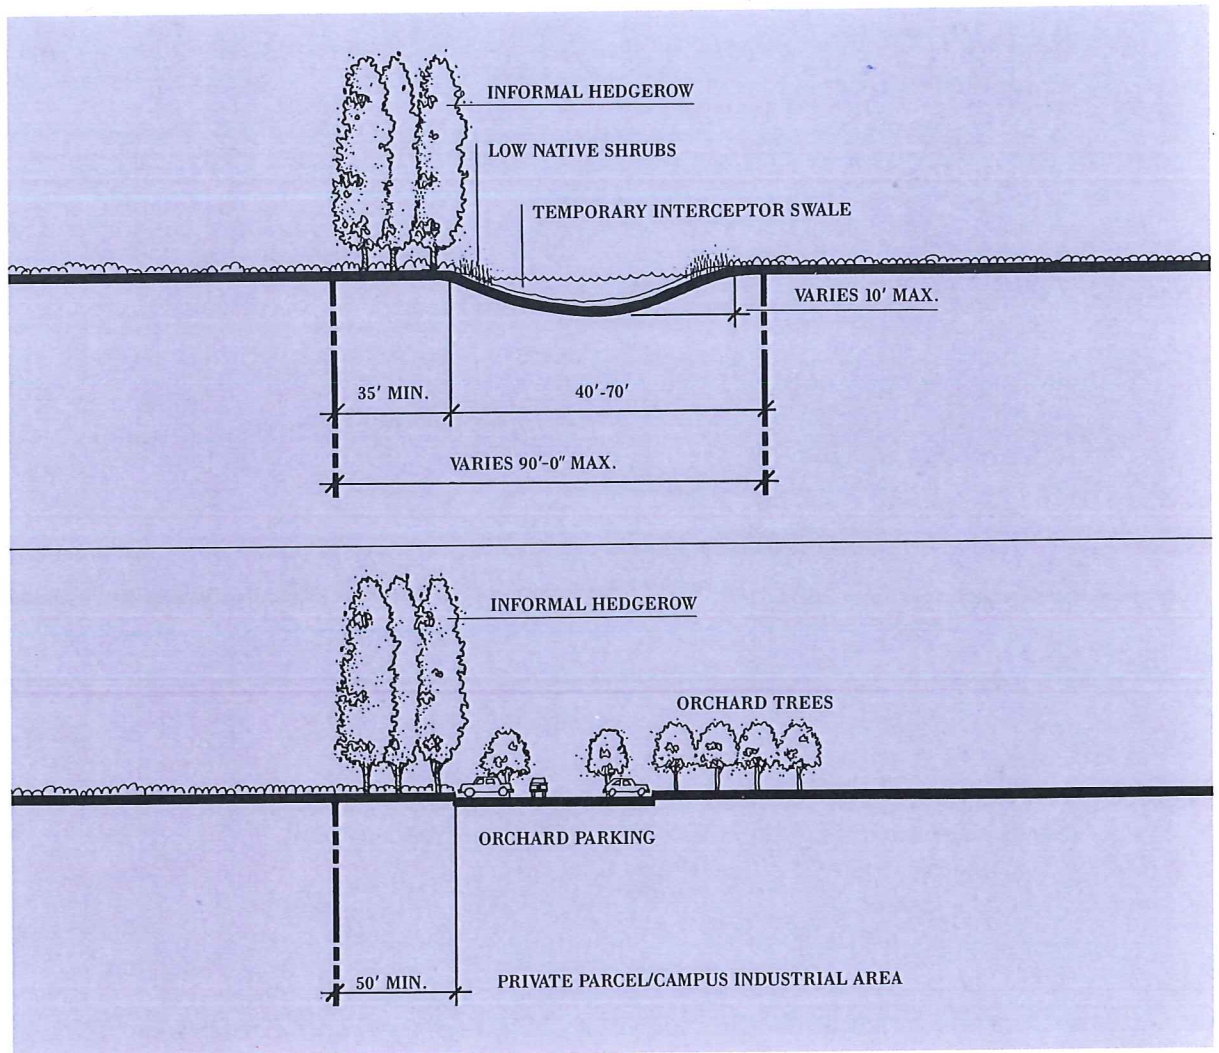 INFORMAL HEDGEROW
LOW NATIVE SHRUBS
TEMPORARY INTERCEPTOR SWALE
VARIES 10' MAX.
35' MIN.
40'-70'
VARIES 90'-0" MAX.
INFORMAL HEDGEROW
ORCHARD TREES
ORCHARD PARKING
50' MIN.
PRIVATE PARCEL/CAMPUS INDUSTRIAL AREA